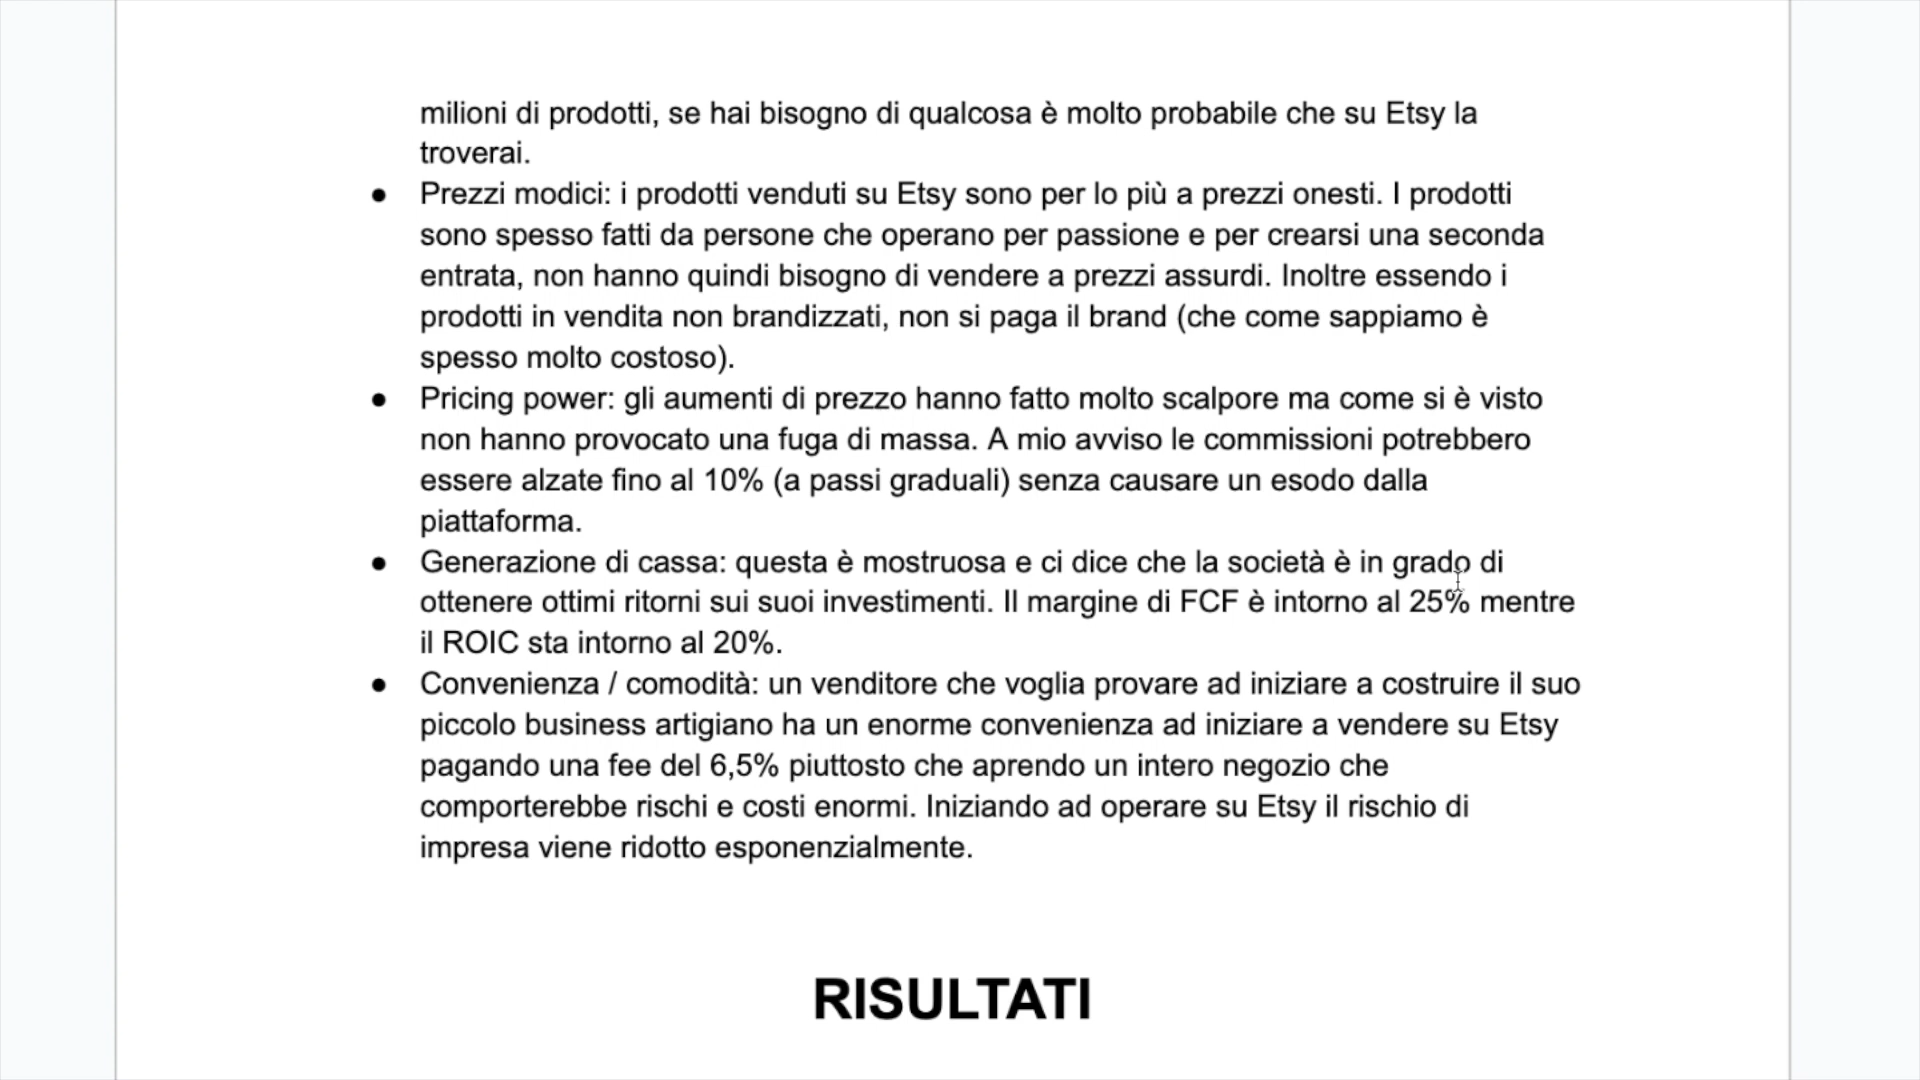 milioni di prodotti, se hai bisogno di qualcosa è molto probabile che su Etsy la
troverai.
● Prezzi modici: i prodotti venduti su Etsy sono per lo più a prezzi onesti. I prodotti
sono spesso fatti da persone che operano per passione e per crearsi una seconda
entrata, non hanno quindi bisogno di vendere a prezzi assurdi. Inoltre essendo i
prodotti in vendita non brandizzati, non si paga il brand (che come sappiamo è
spesso molto costoso).
● Pricing power: gli aumenti di prezzo hanno fatto molto scalpore ma come si è visto
non hanno provocato una fuga di massa. A mio avviso le commissioni potrebbero
essere alzate fino al 10% (a passi graduali) senza causare un esodo dalla
piattaforma.
● Generazione di cassa: questa è mostruosa e ci dice che la società è in grado di
ottenere ottimi ritorni sui suoi investimenti. Il margine di FCF è intorno al 25% mentre
il ROIC sta intorno al 20%.
● Convenienza / comodità: un venditore che voglia provare ad iniziare a costruire il suo
piccolo business artigiano ha un enorme convenienza ad iniziare a vendere su Etsy
pagando una fee del 6,5% piuttosto che aprendo un intero negozio che
comporterebbe rischi e costi enormi. Iniziando ad operare su Etsy il rischio di
impresa viene ridotto esponenzialmente.
RISULTATI